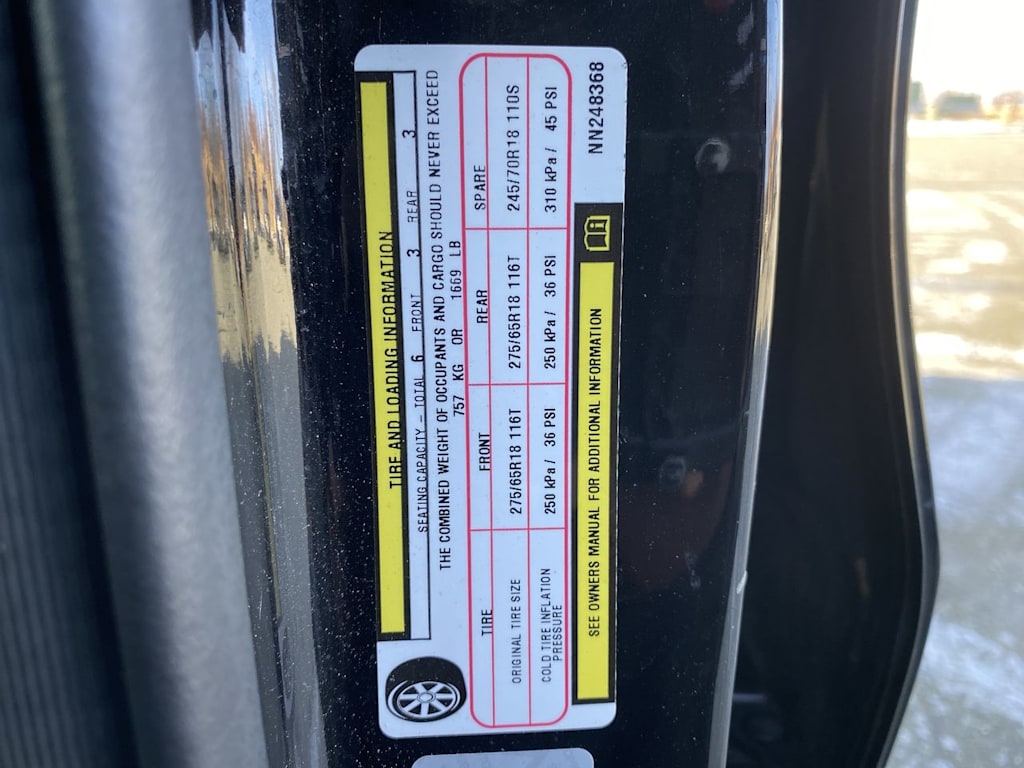 TIRE AND LOADING INFORMATION
SEATING CAPACITY – TOTAL 6 FRONT 3 REAR 3
THE COMBINED WEIGHT OF OCCUPANTS AND CARGO SHOULD NEVER EXCEED
757 KG OR 1669 LB
TIRE FRONT REAR SPARE
ORIGINAL TIRE SIZE 275/65R18 116T 275/65R18 116T 245/70R18 110S
COLD TIRE INFLATION PRESSURE 250 kPa / 36 PSI 250 kPa / 36 PSI 310 kPa / 45 PSI
SEE OWNERS MANUAL FOR ADDITIONAL INFORMATION
NN248368